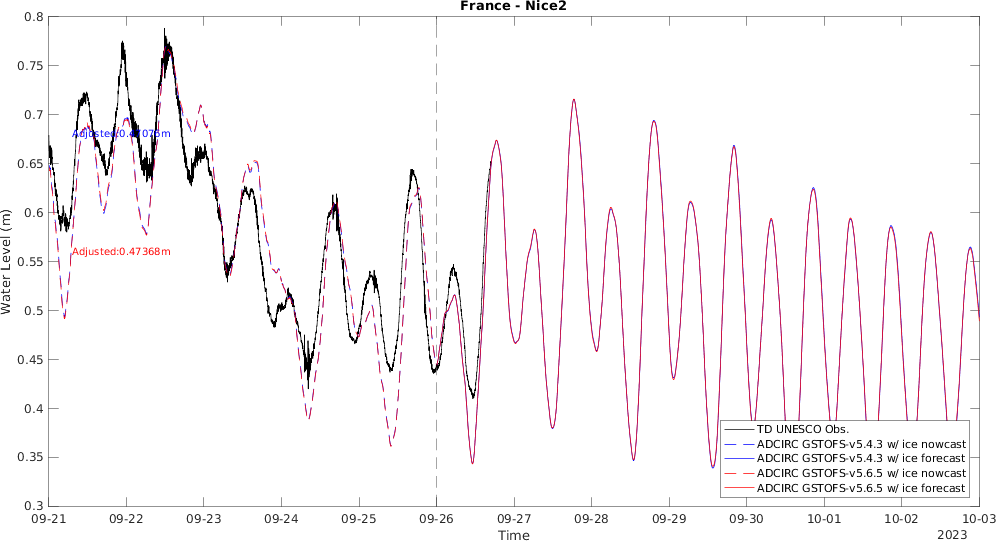 France - Nice2
0.8
0.75
0.7
0.65
0.6
0.55
0.5
0.45
0.4
0.35
0.3
Water Level (m)
Adjusted:0.47075m
Adjusted:0.47368m
TD UNESCO Obs.
ADCIRC GSTOFS-v5.4.3 w/ ice nowcast
ADCIRC GSTOFS-v5.4.3 w/ ice forecast
ADCIRC GSTOFS-v5.6.5 w/ ice nowcast
ADCIRC GSTOFS-v5.6.5 w/ ice forecast
09-21 09-22 09-23 09-24 09-25 09-26 09-27 09-28 09-29 09-30 10-01 10-02 10-03
Time
2023